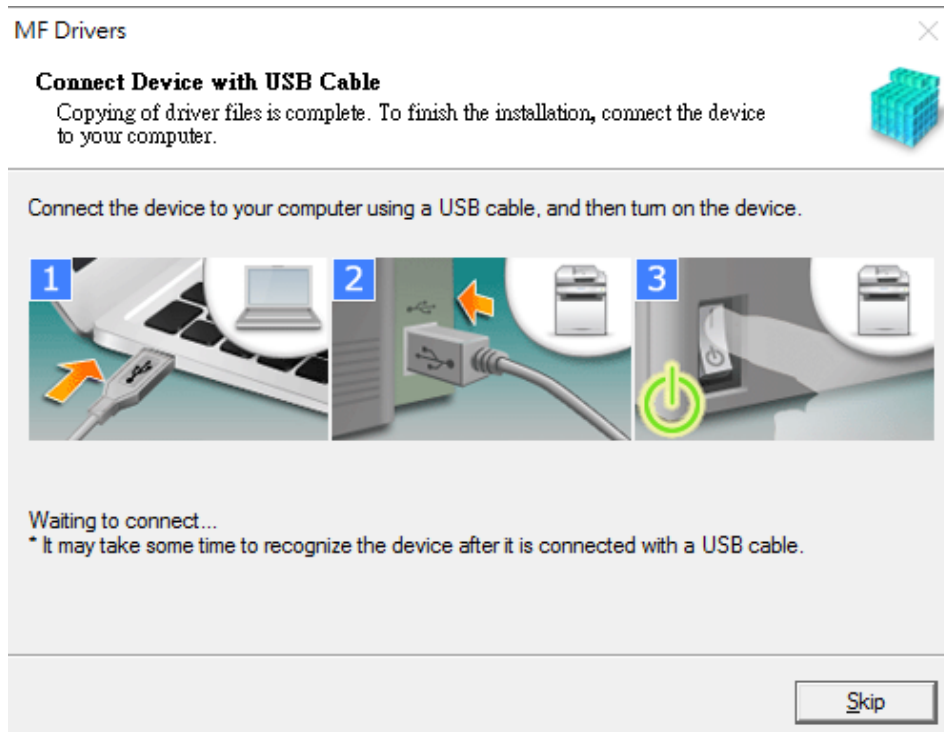 MF Drivers
Connect Device with USB Cable
Copying of driver files is complete. To finish the installation, connect the device
to your computer.
Connect the device to your computer using a USB cable, and then turn on the device.
1 2 3
Waiting to connect...
* It may take some time to recognize the device after it is connected with a USB cable.
Skip